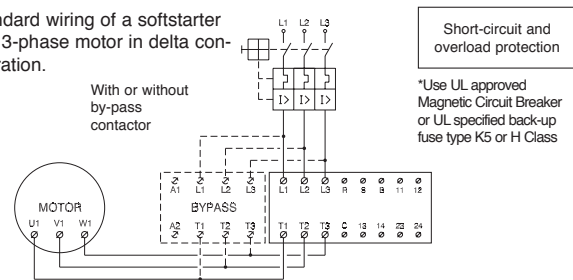 ndard wiring of a softstarter
3-phase motor in delta con-
ration.
With or without
by-pass
contactor
L1 L2 L3
I> I> I>
Short-circuit and
overload protection
*Use UL approved
Magnetic Circuit Breaker
or UL specified back-up
fuse type K5 or H Class
A1 L1 L2 L3
BYPASS
A2 T1 T2 T3
L1 L2 L3 R S B 11 12
T1 T2 T3 C 13 14 23 24
MOTOR
U1 V1 W1